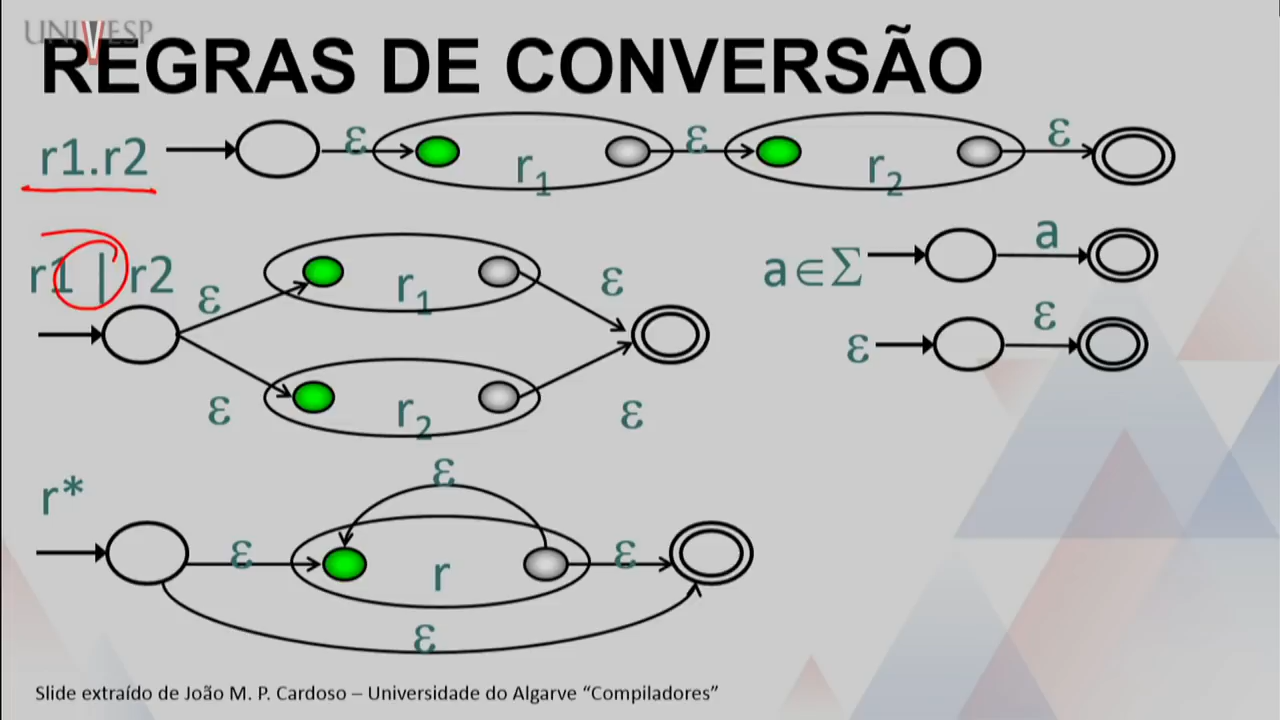 UNIVESP
REGRAS DE CONVERSÃO
r1.r2
ε
r1
ε
r2
ε
r1 | r2
ε
r1
ε
ε
r2
ε
a∈Σ
a
ε
ε
r*
ε
ε
r
ε
ε
Slide extraído de João M. P. Cardoso – Universidade do Algarve “Compiladores”